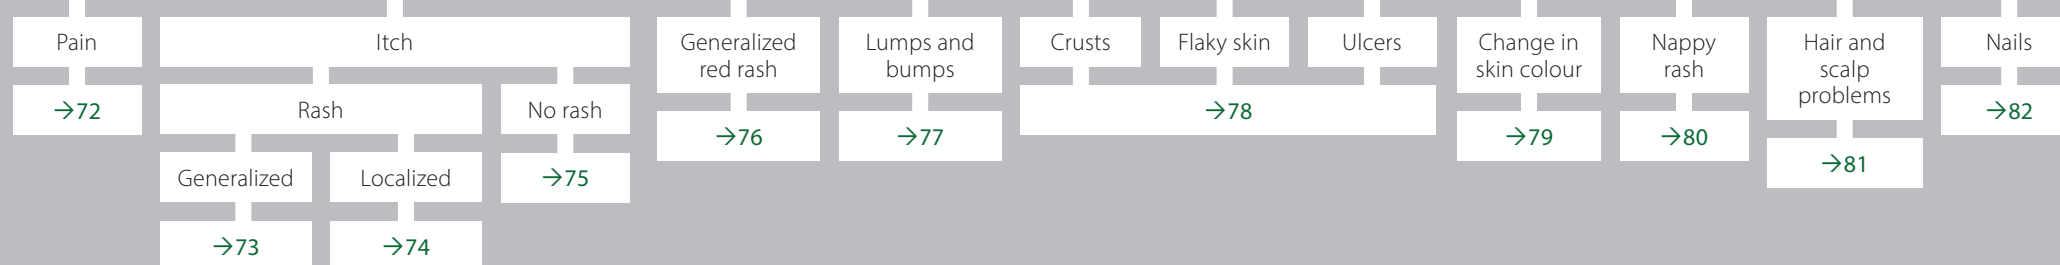 Pain
→72
Itch
Rash
Generalized
→73
Localized
→74
No rash
→75
Generalized
red rash
→76
Lumps and
bumps
→77
Crusts
Flaky skin
Ulcers
→78
Change in
skin colour
→79
Nappy
rash
→80
Hair and
scalp
problems
→81
Nails
→82